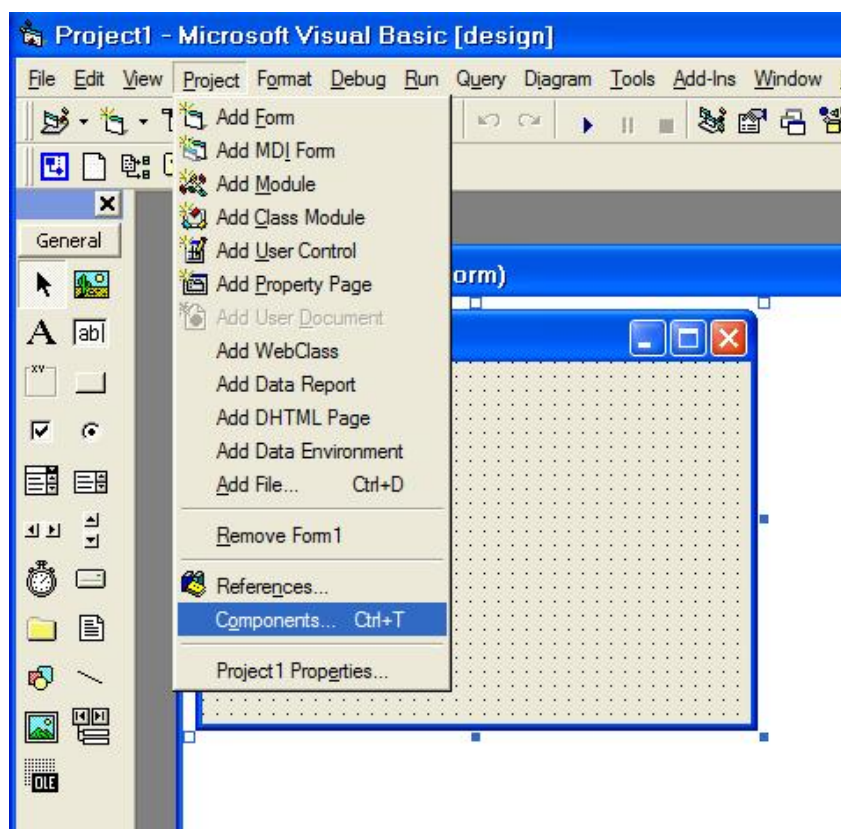 Project1 - Microsoft Visual Basic [design]
File Edit View Project Format Debug Run Query Diagram Tools Add-Ins Window
Add Form
Add MDI Form
Add Module
Add Class Module
General
Add User Control
Add Property Page
orm)
Add User Document
A ab|
Add WebClass
XY
Add Data Report
Add DHTML Page
Add Data Environment
Add File... Ctrl+D
Remove Form1
References...
Components... Ctrl+T
Project1 Properties...
OLE